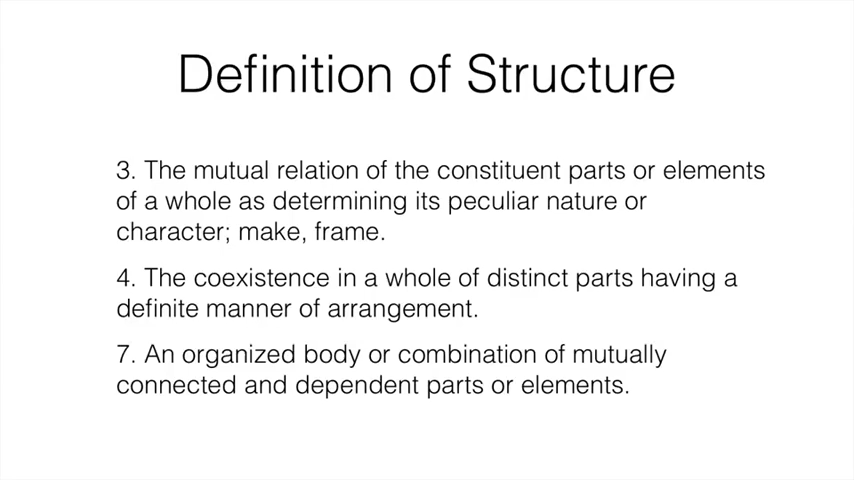 Definition of Structure
3. The mutual relation of the constituent parts or elements
of a whole as determining its peculiar nature or
character; make, frame.
4. The coexistence in a whole of distinct parts having a
definite manner of arrangement.
7. An organized body or combination of mutually
connected and dependent parts or elements.